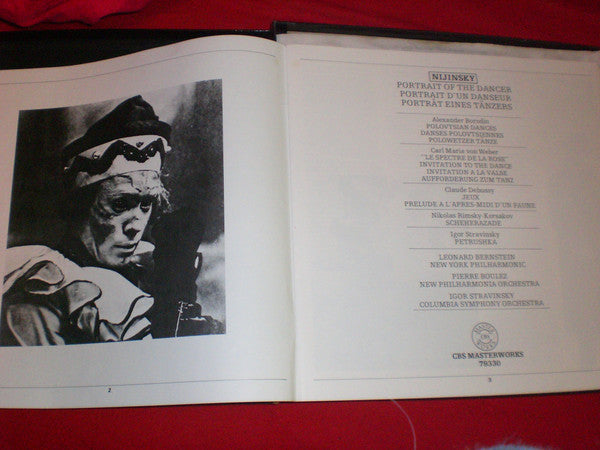 NIJINSKY
PORTRAIT OF THE DANCER
PORTRAIT D'UN DANSEUR
PORTRÄT EINES TÄNZERS
Alexander Borodin
POLOVTSIAN DANCES
DANSES POLOVTSIENNES
POLOWETZER TÄNZE
Carl Maria von Weber
"LE SPECTRE DE LA ROSE"
INVITATION TO THE DANCE
INVITATION A LA VALSE
AUFFORDERUNG ZUM TANZ
Claude Debussy
JEUX
PRELUDE A L'APRES-MIDI D'UN FAUNE
Nikolas Rimsky-Korsakov
SCHEHERAZADE
Igor Stravinsky
PETRUSHKA
LEONARD BERNSTEIN
NEW YORK PHILHARMONIC
PIERRE BOULEZ
NEW PHILHARMONIA ORCHESTRA
IGOR STRAVINSKY
COLUMBIA SYMPHONY ORCHESTRA
CBS
CBS MASTERWORKS
79330
2
3